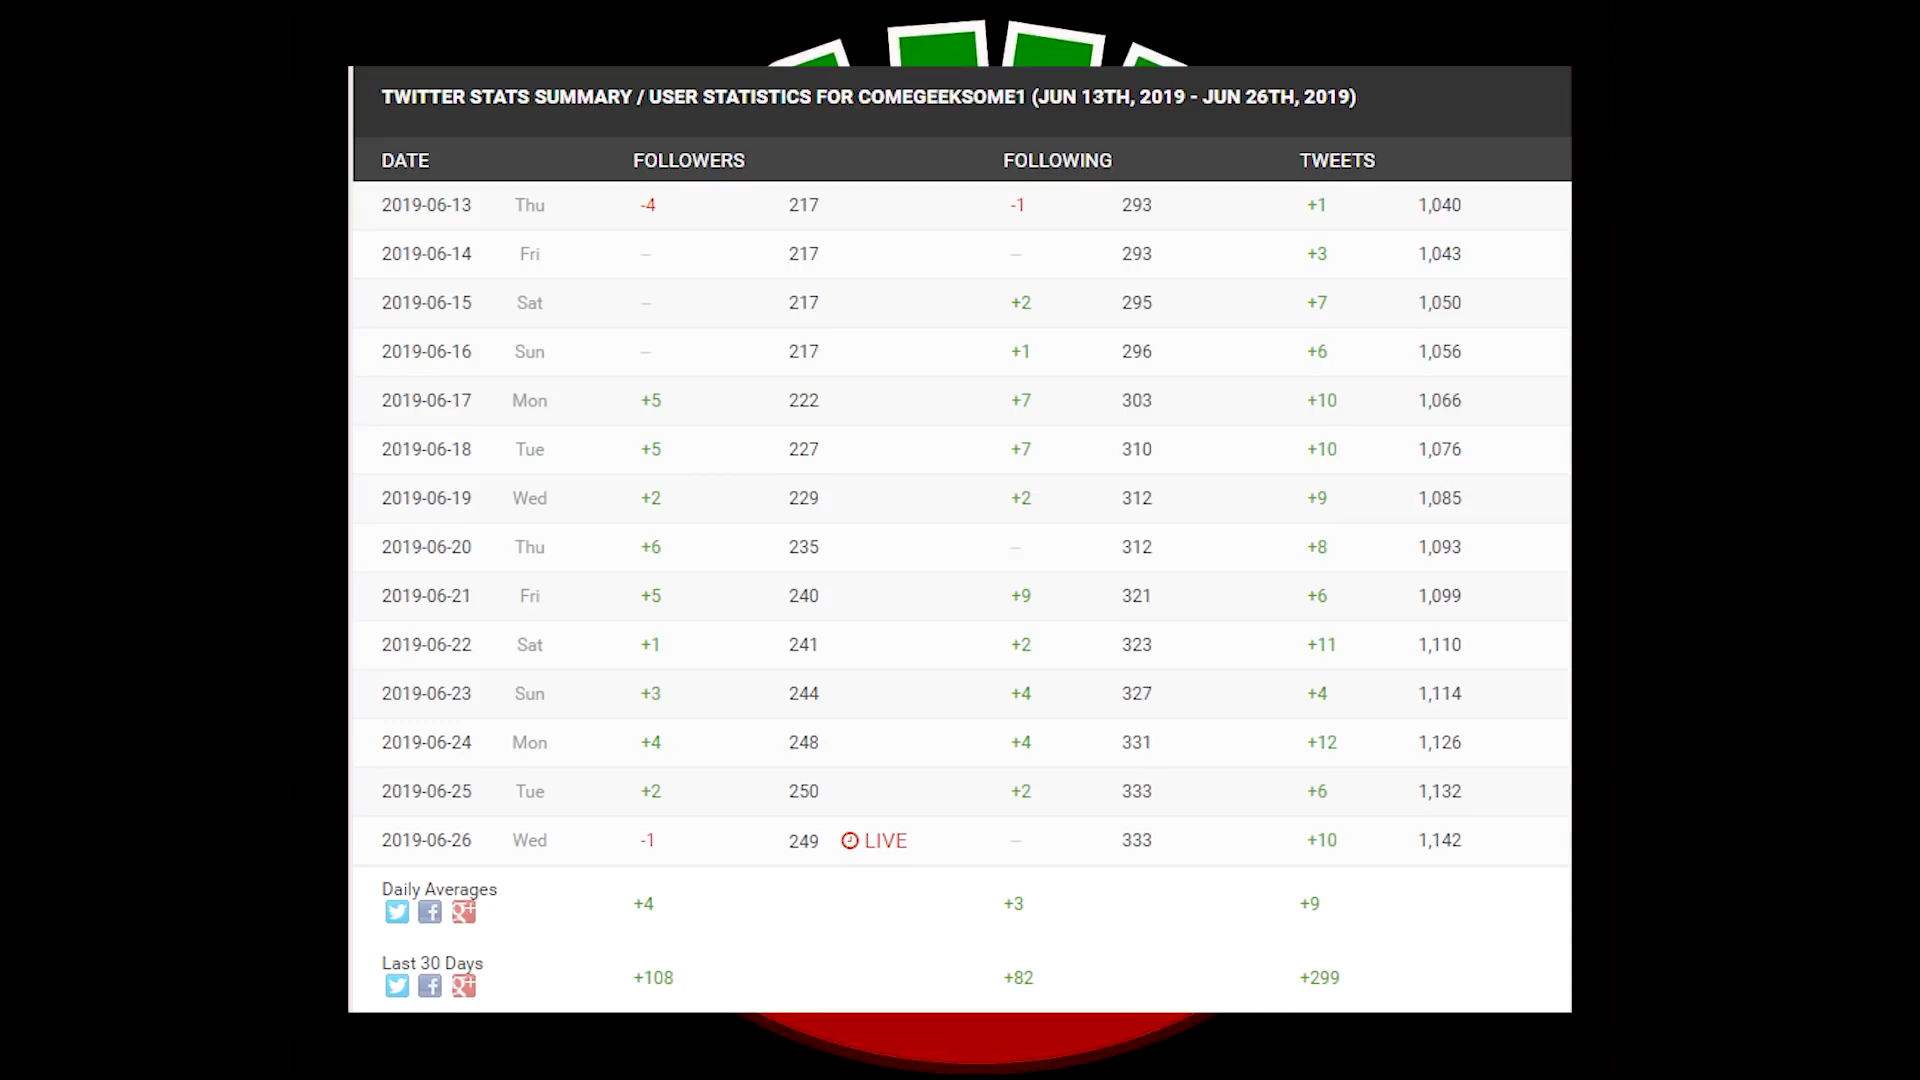 TWITTER STATS SUMMARY / USER STATISTICS FOR COMEGEEKSOME1 (JUN 13TH, 2019 - JUN 26TH, 2019)
DATE FOLLOWERS FOLLOWING TWEETS
2019-06-13 Thu -4 217 -1 293 +1 1,040
2019-06-14 Fri -- 217 -- 293 +3 1,043
2019-06-15 Sat -- 217 +2 295 +7 1,050
2019-06-16 Sun -- 217 +1 296 +6 1,056
2019-06-17 Mon +5 222 +7 303 +10 1,066
2019-06-18 Tue +5 227 +7 310 +10 1,076
2019-06-19 Wed +2 229 +2 312 +9 1,085
2019-06-20 Thu +6 235 -- 312 +8 1,093
2019-06-21 Fri +5 240 +9 321 +6 1,099
2019-06-22 Sat +1 241 +2 323 +11 1,110
2019-06-23 Sun +3 244 +4 327 +4 1,114
2019-06-24 Mon +4 248 +4 331 +12 1,126
2019-06-25 Tue +2 250 +2 333 +6 1,132
2019-06-26 Wed -1 249 LIVE -- 333 +10 1,142
Daily Averages +4 +3 +9
Last 30 Days +108 +82 +299